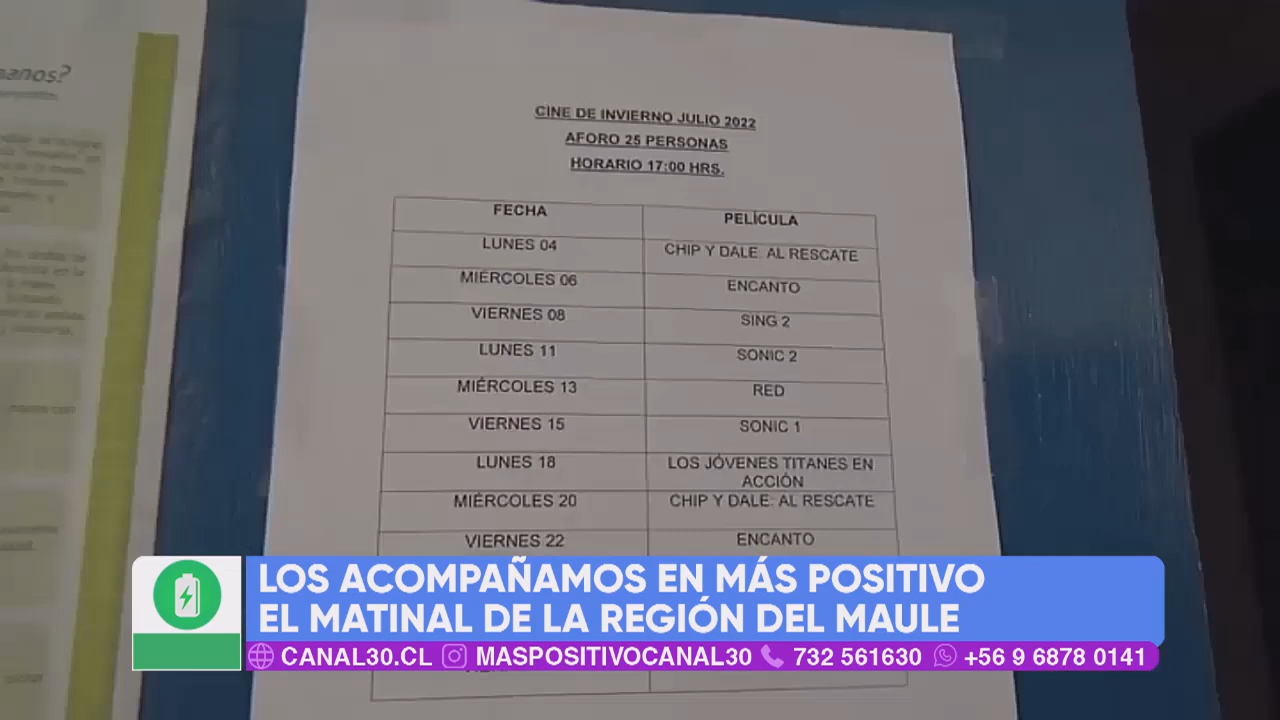 CINE DE INVIERNO JULIO 2022
AFORO 25 PERSONAS
HORARIO 17:00 HRS.
FECHA PELÍCULA
LUNES 04 CHIP Y DALE: AL RESCATE
MIÉRCOLES 06 ENCANTO
VIERNES 08 SING 2
LUNES 11 SONIC 2
MIÉRCOLES 13 RED
VIERNES 15 SONIC 1
LUNES 18 LOS JÓVENES TITANES EN
ACCIÓN
MIÉRCOLES 20 CHIP Y DALE: AL RESCATE
VIERNES 22 ENCANTO
LOS ACOMPAÑAMOS EN MÁS POSITIVO
EL MATINAL DE LA REGIÓN DEL MAULE
CANAL30.CL MASPOSITIVOCANAL30 732 561630 +56 9 6878 0141